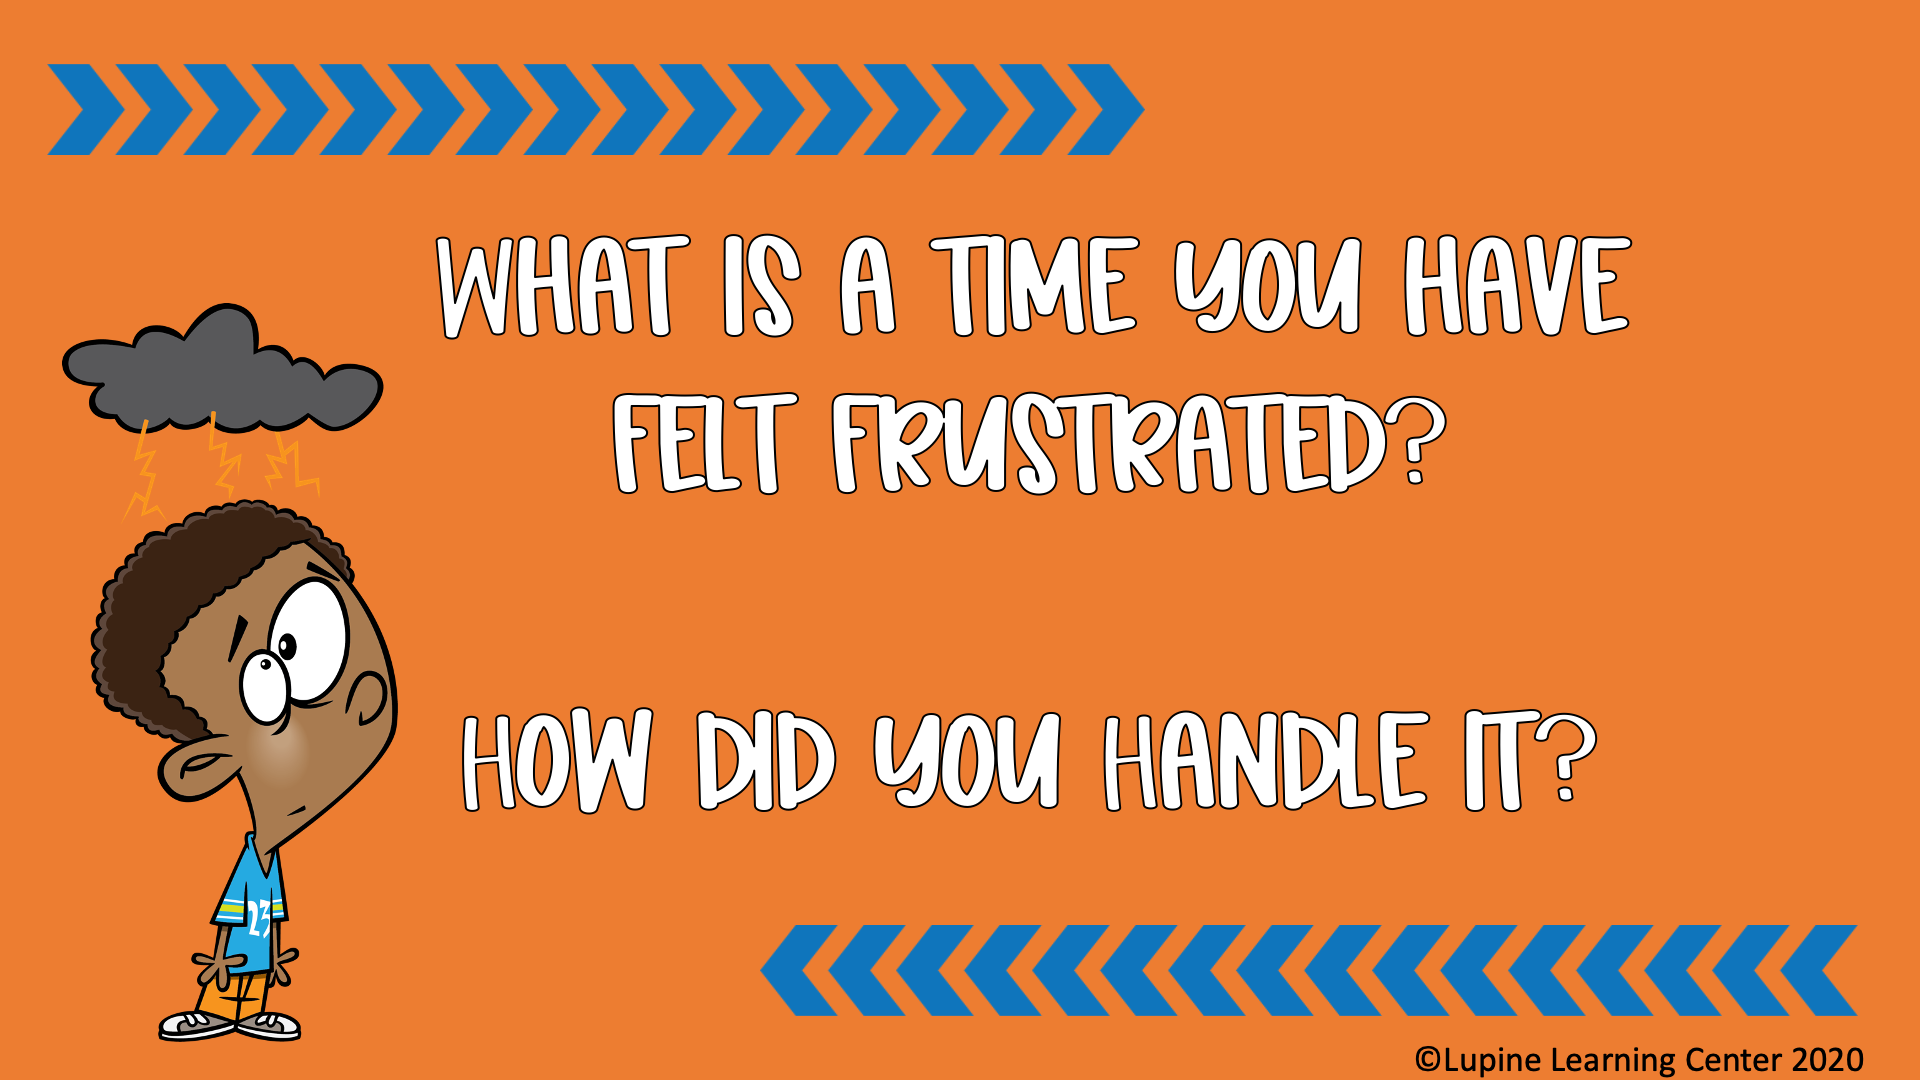 WHAT IS A TIME YOU HAVE
FELT FRUSTRATED?
HOW DID YOU HANDLE IT?
23
©Lupine Learning Center 2020